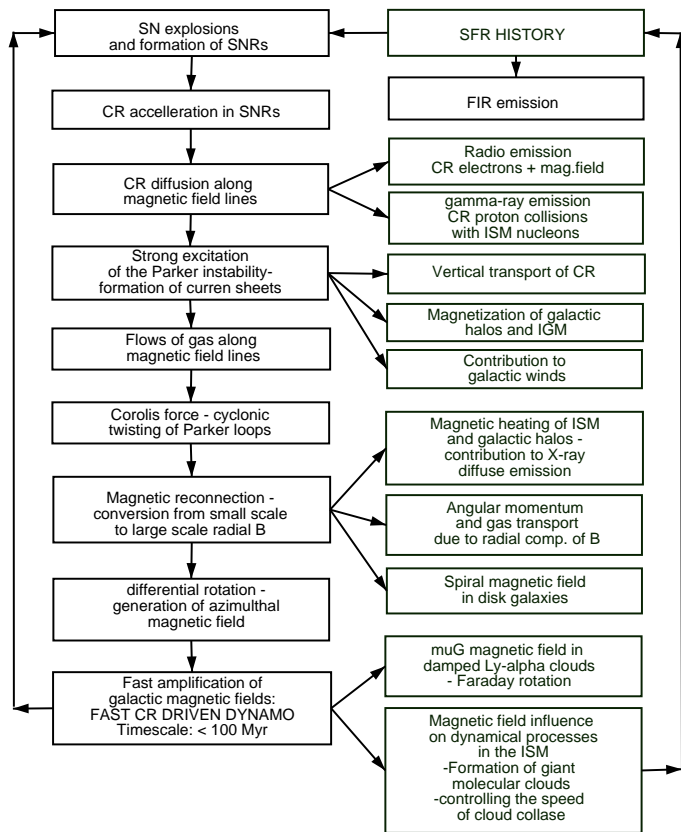 SN explosions
and formation of SNRs
SFR HISTORY
FIR emission
CR accelleration in SNRs
CR diffusion along
magnetic field lines
Radio emission
CR electrons + mag.field
gamma-ray emission
CR proton collisions
with ISM nucleons
Strong excitation
of the Parker instability-
formation of curren sheets
Vertical transport of CR
Magnetization of galactic
halos and IGM
Contribution to
galactic winds
Flows of gas along
magnetic field lines
Corolis force - cyclonic
twisting of Parker loops
Magnetic heating of ISM
and galactic halos -
contribution to X-ray
diffuse emission
Magnetic reconnection -
conversion from small scale
to large scale radial B
Angular momentum
and gas transport
due to radial comp. of B
Spiral magnetic field
in disk galaxies
differential rotation -
generation of azimulthal
magnetic field
muG magnetic field in
damped Ly-alpha clouds
- Faraday rotation
Fast amplification of
galactic magnetic fields:
FAST CR DRIVEN DYNAMO
Timescale: < 100 Myr
Magnetic field influence
on dynamical processes
in the ISM
-Formation of giant
molecular clouds
-controlling the speed
of cloud collase